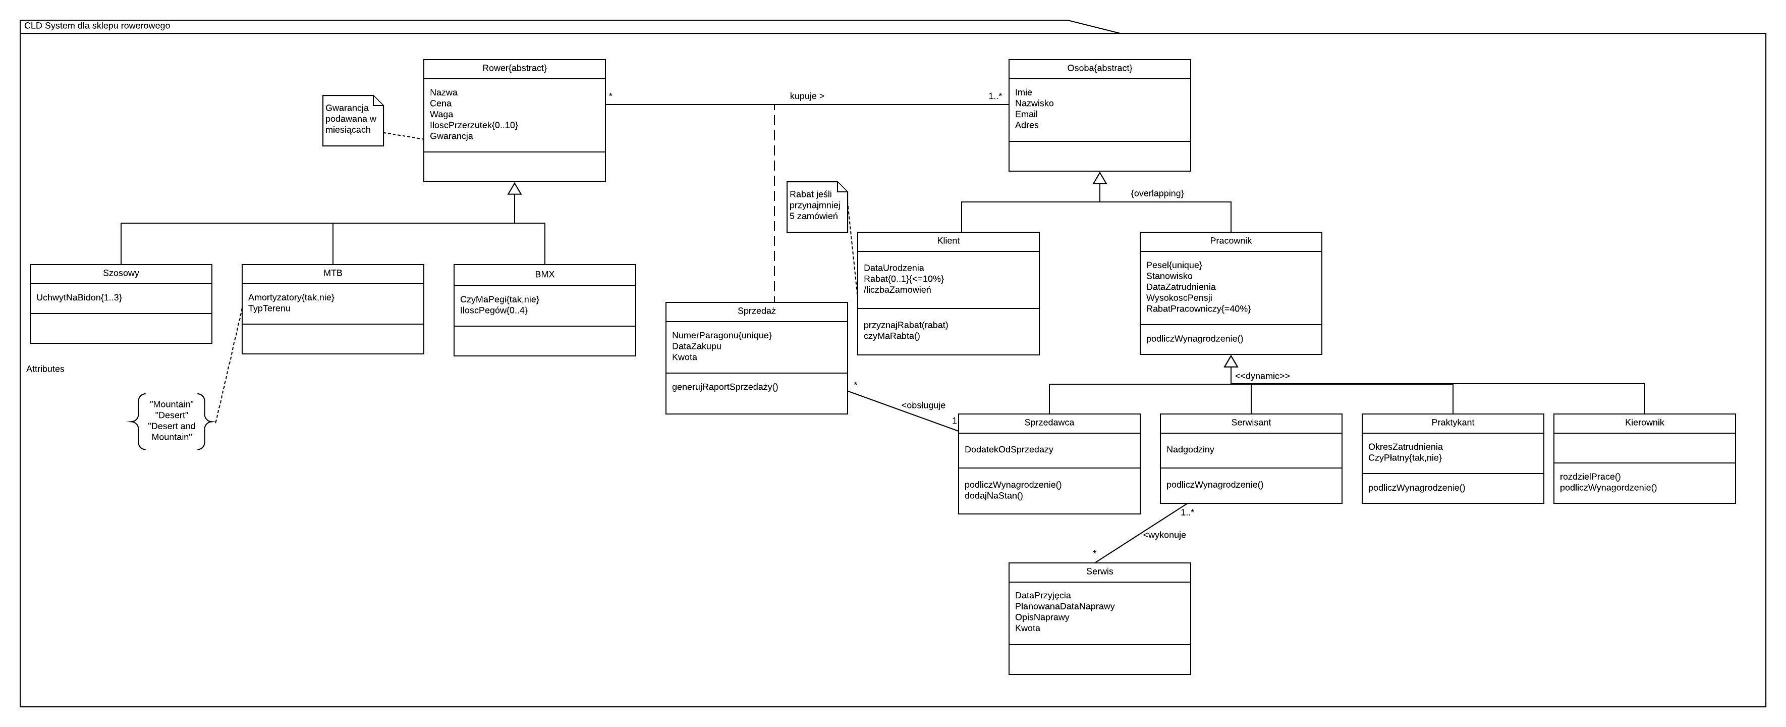 CLD System dla sklepu rowerowego
Rower{abstract}
Nazwa
Cena
Waga
IloscPrzerzutek{0..10}
Gwarancja
Gwarancja
podawana w
miesiącach
*
kupuje >
1..*
Osoba{abstract)
Imie
Nazwisko
Email
Adres
{overlapping}
Rabat jeśli
przynajmniej
5 zamówień
Szosowy
UchwytNaBidon{1..3}
MTB
Amortyzatory{tak,nie}
TypTerenu
BMX
CzyMaPegi{tak,nie}
IloscPegów{0..4}
Attributes
"Mountain"
"Desert"
"Desert and
Mountain"
Sprzedaż
NumerParagonu{unique}
DataZakupu
Kwota
generujRaportSprzedaży()
Klient
DataUrodzenia
Rabat{0..1}{<=10%}
/liczbaZamowień
przyznajRabat(rabat)
czyMaRabta()
Pracownik
Pesel{unique}
Stanowisko
DataZatrudnienia
WysokoscPensji
RabatPracowniczy{=40%}
podliczWynagrodzenie()
<<dynamic>>
*
<obsługuje
1
Sprzedawca
DodatekOdSprzedazy
podliczWynagrodzenie()
dodajNaStan()
Serwisant
Nadgodziny
podliczWynagrodzenie()
Praktykant
OkresZatrudnienia
CzyPłatny{tak,nie}
podliczWynagrodzenie()
Kierownik
rozdzielPrace()
podliczWynagordzenie()
1..*
<wykonuje
*
Serwis
DataPrzyjęcia
PlanowanaDataNaprawy
OpisNaprawy
Kwota